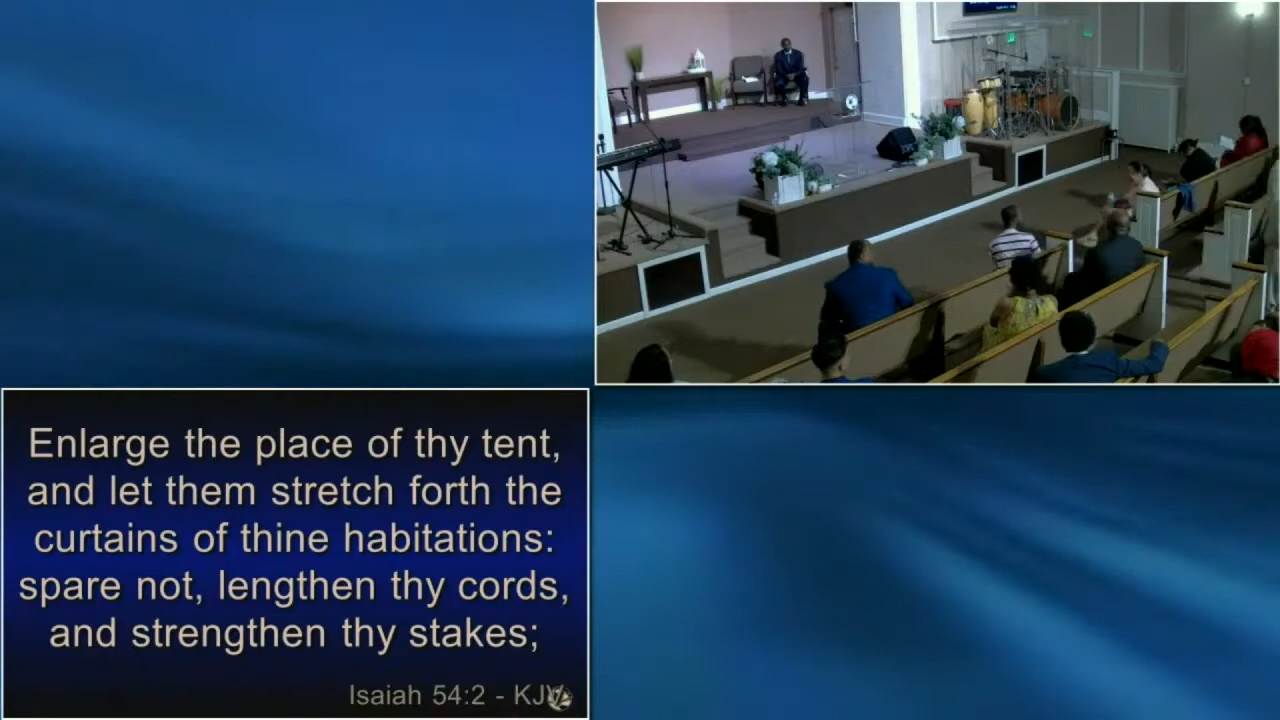 Enlarge the place of thy tent,
and let them stretch forth the
curtains of thine habitations:
spare not, lengthen thy cords,
and strengthen thy stakes;
Isaiah 54:2 - KJV